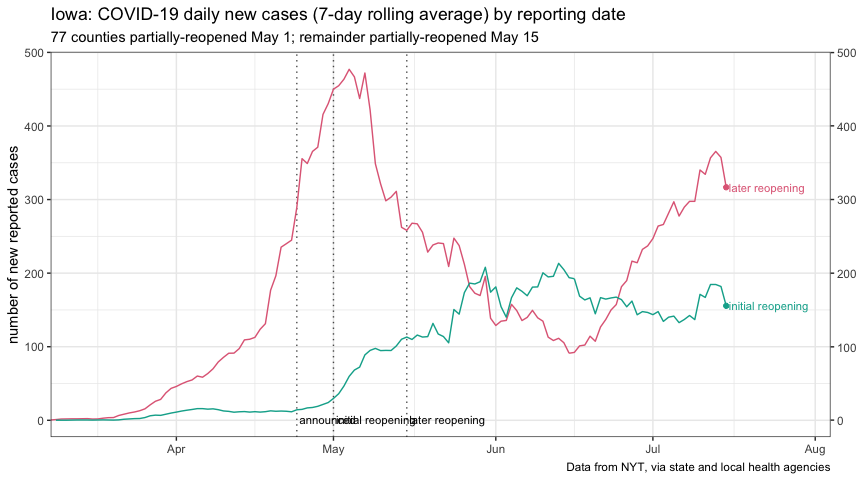 Iowa: COVID-19 daily new cases (7-day rolling average) by reporting date
77 counties partially-reopened May 1; remainder partially-reopened May 15
number of new reported cases
500
400
300
200
100
0
500
400
300
200
100
0
later reopening
initial reopening
announced
initial reopening
later reopening
Apr
May
Jun
Jul
Aug
Data from NYT, via state and local health agencies